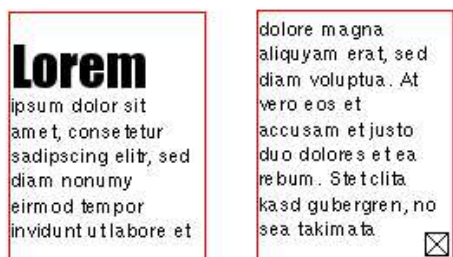 Lorem
ipsum dolor sit
amet, consetetur
sadipscing elitr, sed
diam nonumy
eirmod tempor
invidunt ut labore et
dolore magna
aliquyam erat, sed
diam voluptua. At
vero eos et
accusam et justo
duo dolores et ea
rebum. Stet clita
kasd gubergren, no
sea takimata